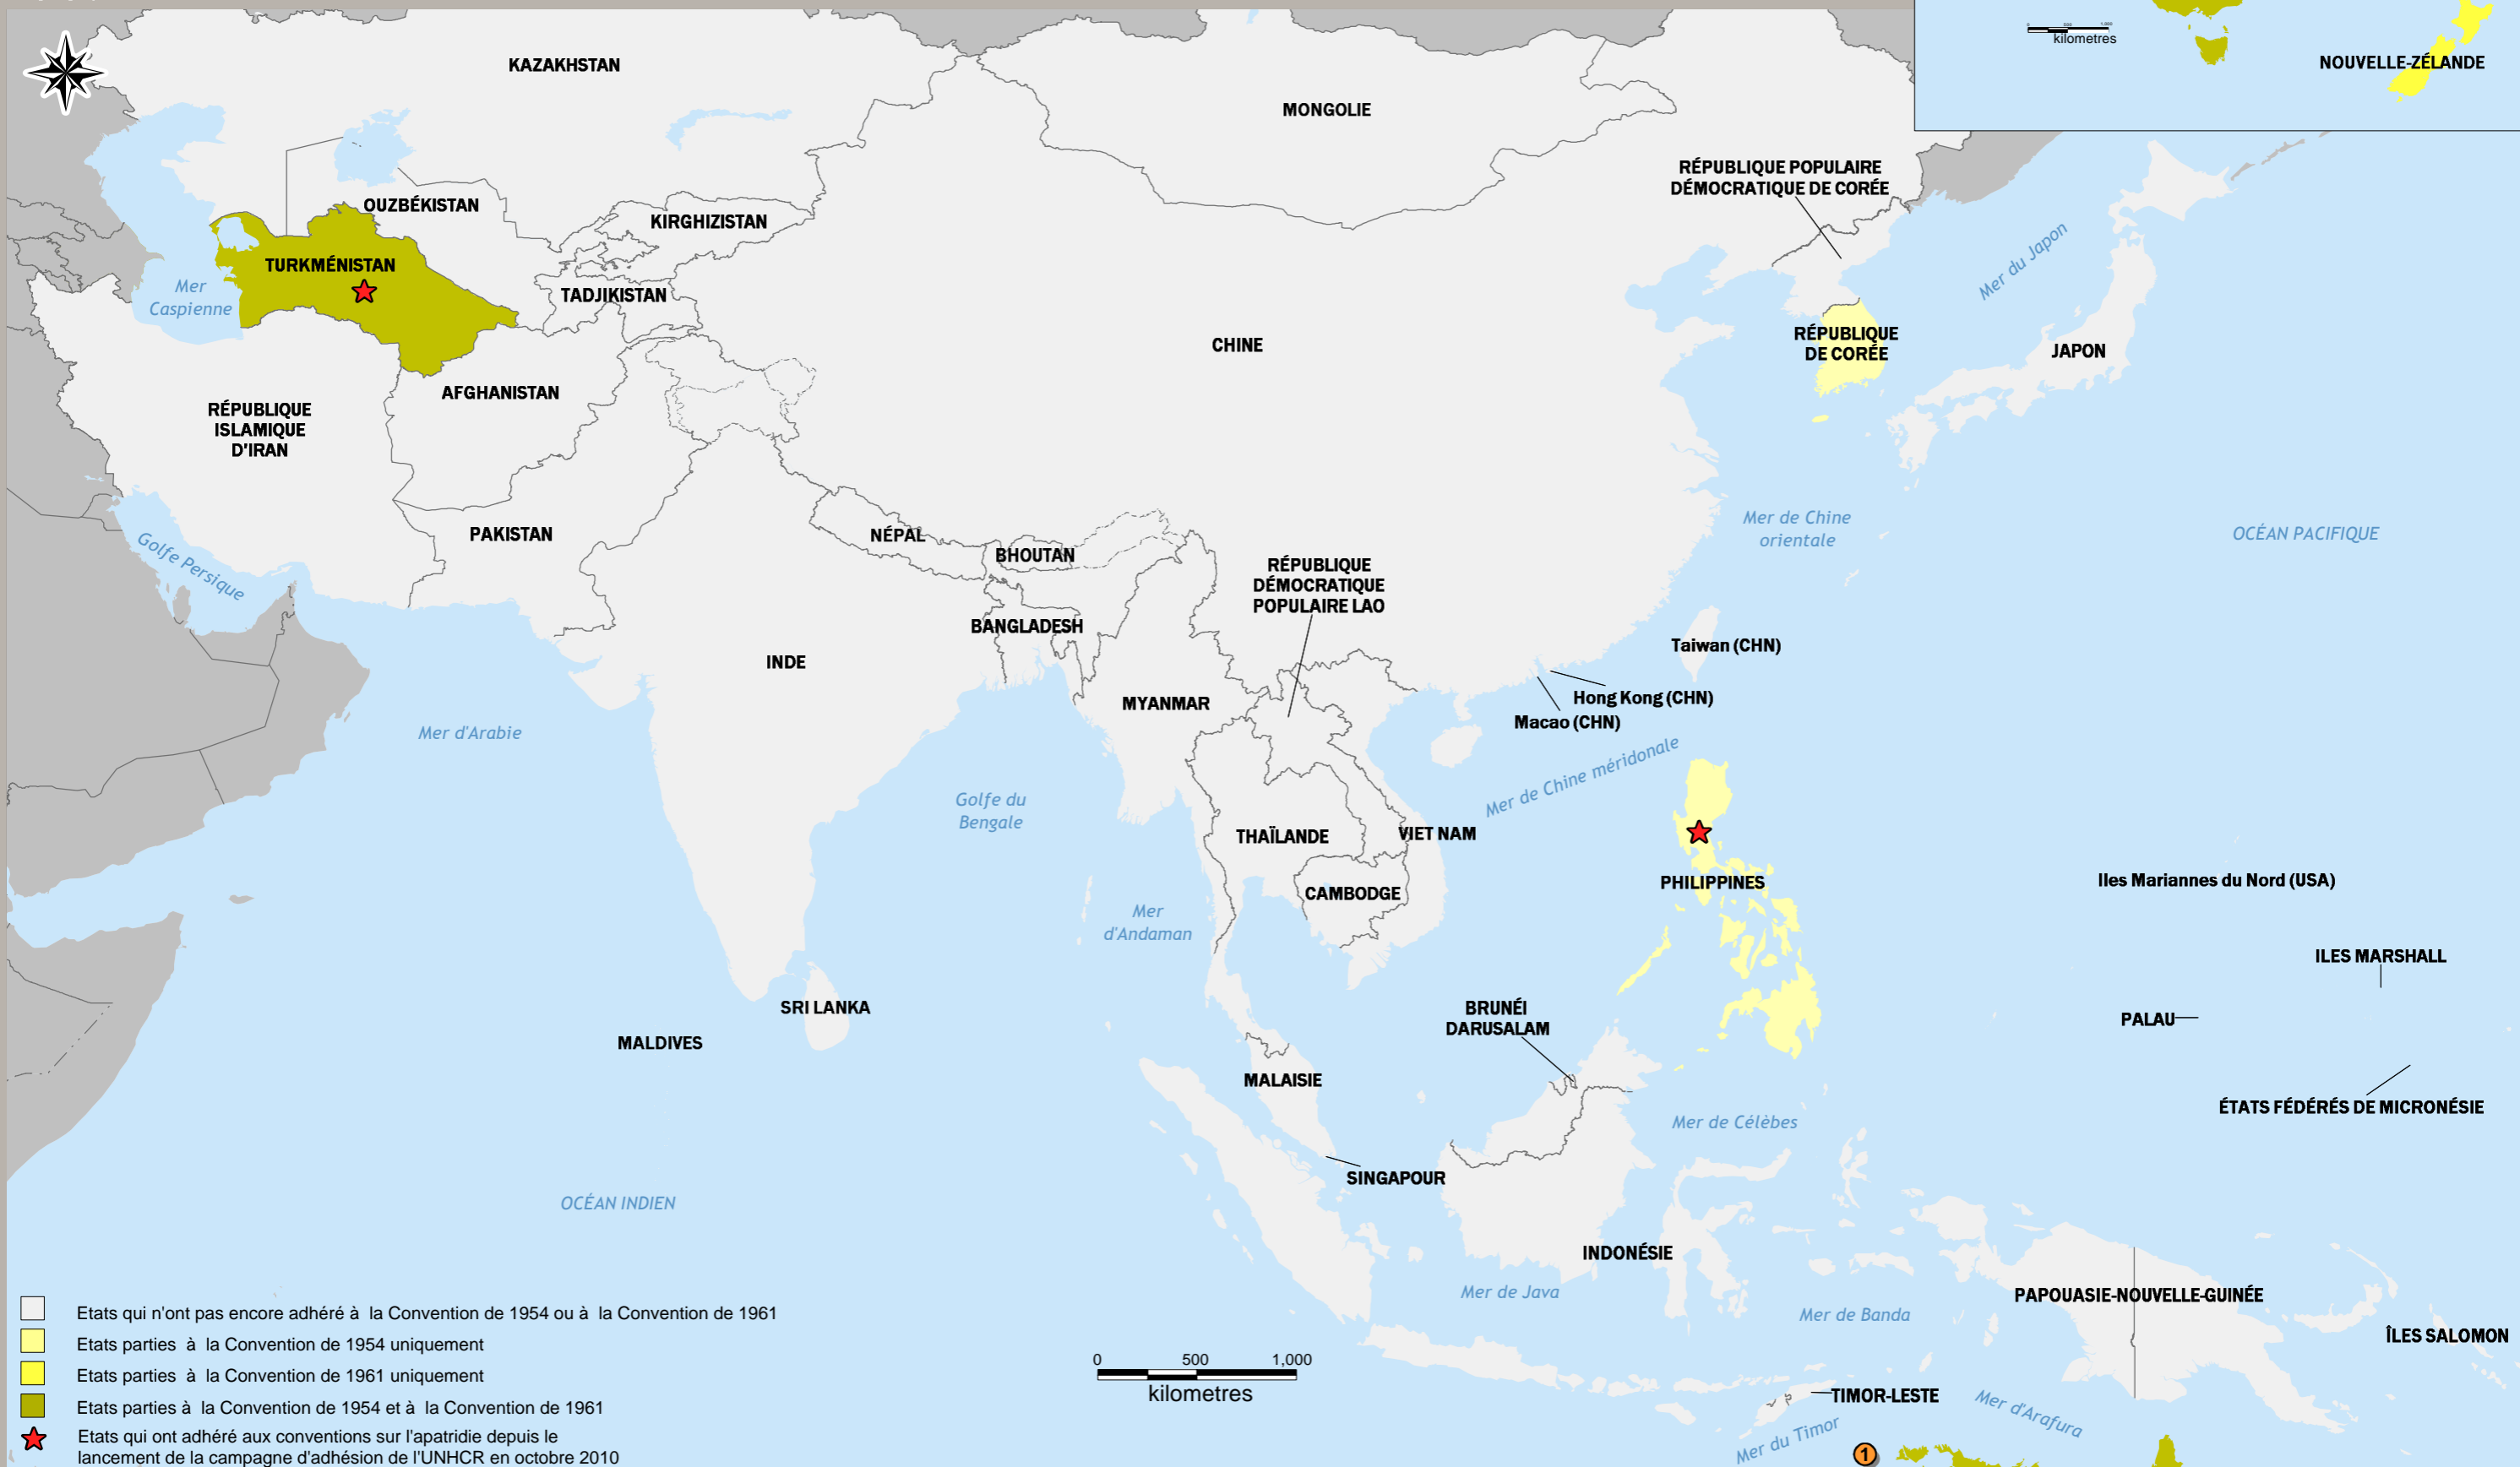 0 500 1,000
kilometres
NOUVELLE-ZÉLANDE
KAZAKHSTAN
MONGOLIE
RÉPUBLIQUE POPULAIRE
DÉMOCRATIQUE DE CORÉE
OUZBÉKISTAN
KIRGHIZISTAN
TURKMÉNISTAN
TADJIKISTAN
Mer
Caspienne
Mer du Japon
RÉPUBLIQUE
DE CORÉE
CHINE
JAPON
AFGHANISTAN
RÉPUBLIQUE
ISLAMIQUE
D'IRAN
PAKISTAN
NÉPAL
BHOUTAN
Mer de Chine
orientale
OCÉAN PACIFIQUE
Golfe Persique
RÉPUBLIQUE
DÉMOCRATIQUE
POPULAIRE LAO
BANGLADESH
INDE
Taiwan (CHN)
Hong Kong (CHN)
Macao (CHN)
MYANMAR
Mer d'Arabie
Mer de Chine méridonale
Golfe du
Bengale
THAÏLANDE
VIET NAM
PHILIPPINES
Iles Mariannes du Nord (USA)
CAMBODGE
Mer
d'Andaman
ILES MARSHALL
SRI LANKA
BRUNÉI
DARUSALAM
PALAU
MALDIVES
MALAISIE
ÉTATS FÉDÉRÉS DE MICRONÉSIE
Mer de Célèbes
SINGAPOUR
OCÉAN INDIEN
INDONÉSIE
Mer de Java
PAPOUASIE-NOUVELLE-GUINÉE
Mer de Banda
ÎLES SALOMON
TIMOR-LESTE
Mer d'Arafura
Mer du Timor
1
Etats qui n'ont pas encore adhéré à la Convention de 1954 ou à la Convention de 1961
Etats parties à la Convention de 1954 uniquement
Etats parties à la Convention de 1961 uniquement
Etats parties à la Convention de 1954 et à la Convention de 1961
Etats qui ont adhéré aux conventions sur l'apatridie depuis le
lancement de la campagne d'adhésion de l'UNHCR en octobre 2010
0 500 1,000
kilometres